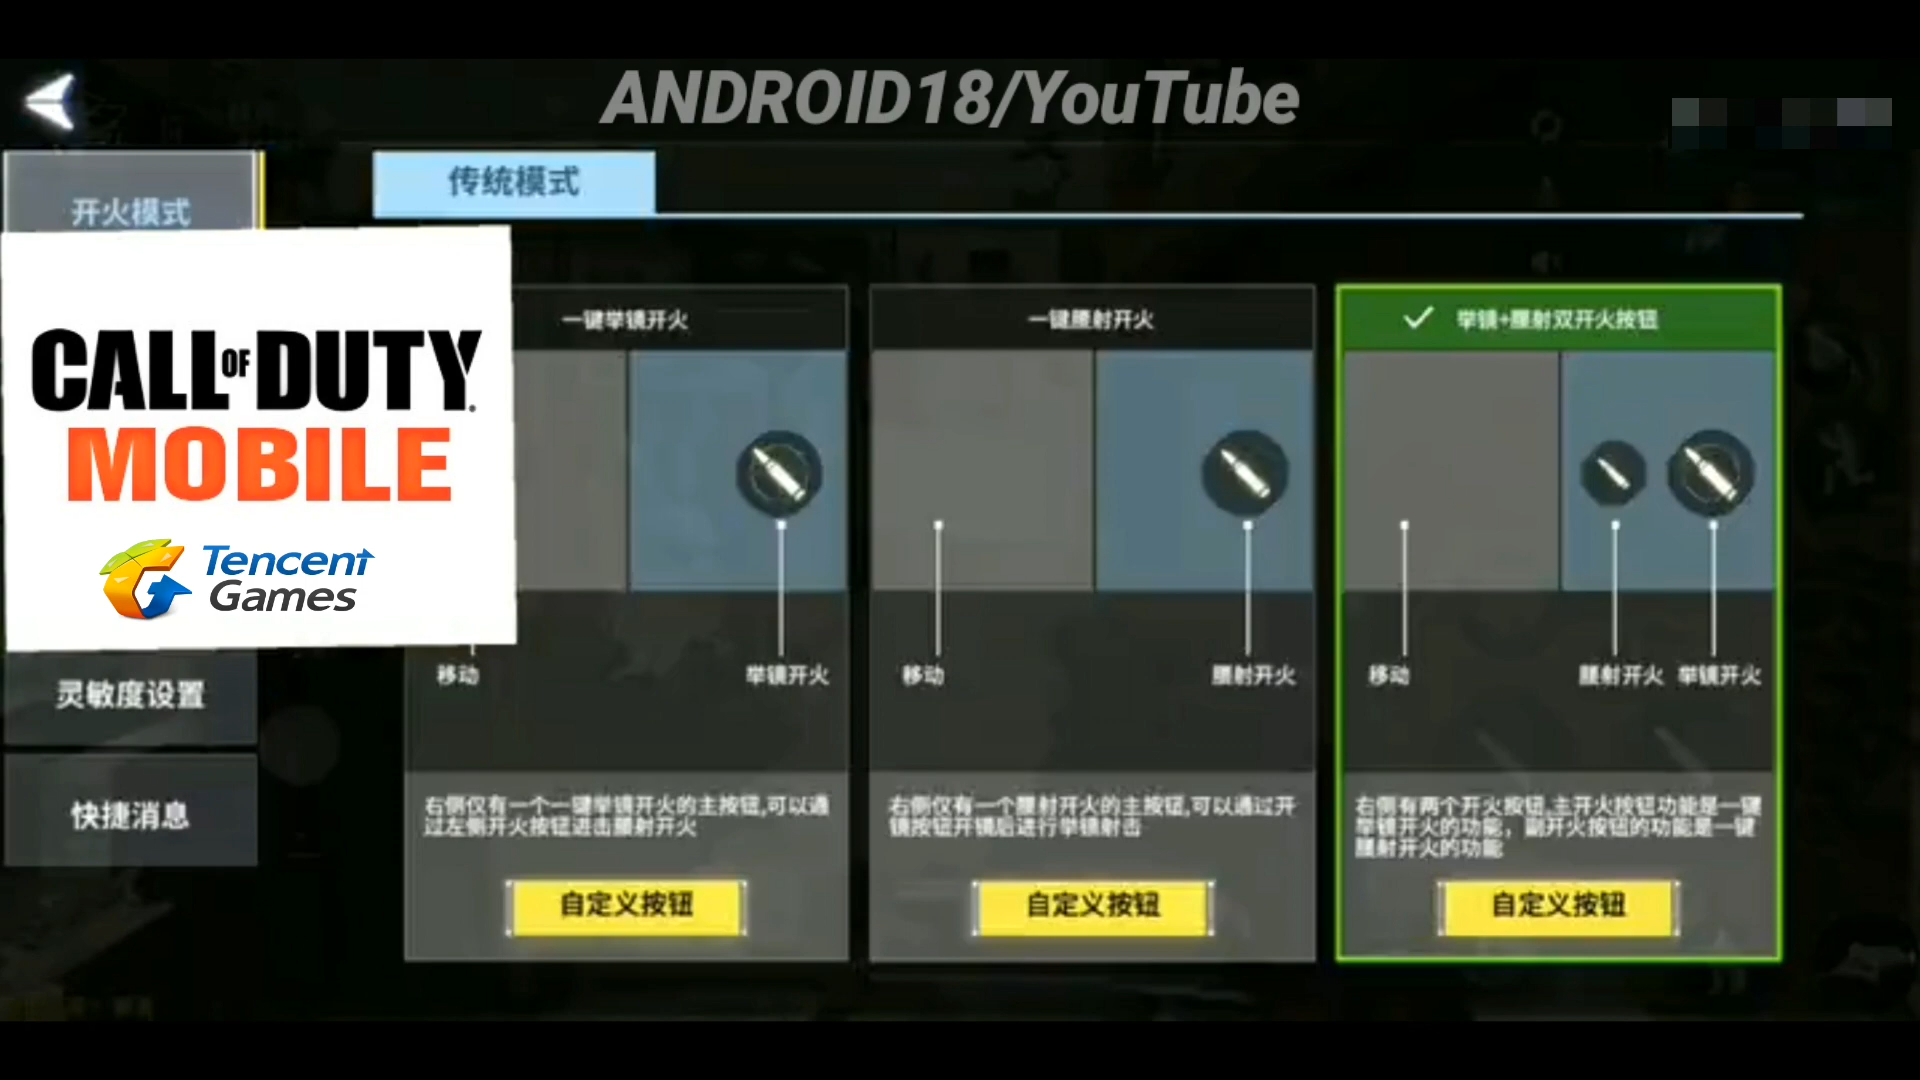 ANDROID18/YouTube
开火模式
传统模式
CALL OF DUTY
MOBILE
Tencent
Games
灵敏度设置
快捷消息
一键举镜开火
移动
举镜开火
右侧仅有一个一键举镜开火的主按钮,可以通
过左侧开火按钮进击腰射开火
自定义按钮
一键腰射开火
移动
腰射开火
右侧仅有一个腰射开火的主按钮,可以通过开
镜按钮开镜后进行举镜射击
自定义按钮
举镜+腰射双开火按钮
移动
腰射开火
举镜开火
右侧有两个开火按钮,主开火按钮功能是一键
举镜开火的功能，副开火按钮的功能是一键
腰射开火的功能
自定义按钮